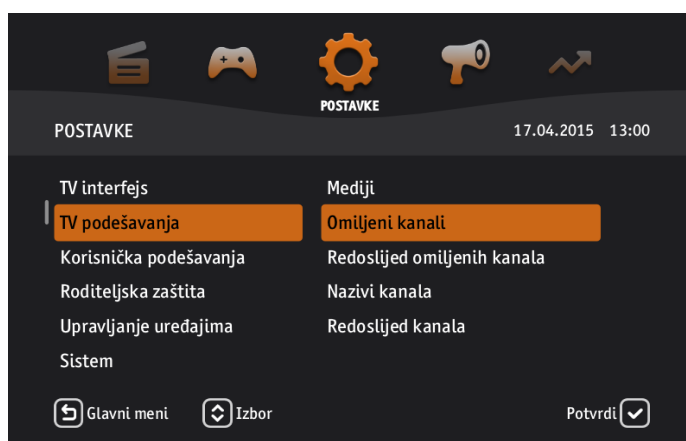 POSTAVKE
POSTAVKE 17.04.2015 13:00
TV interfejs
TV podešavanja
Korisnička podešavanja
Roditeljska zaštita
Upravljanje uređajima
Sistem
Mediji
Omiljeni kanali
Redoslijed omiljenih kanala
Nazivi kanala
Redoslijed kanala
Glavni meni Izbor Potvrdi